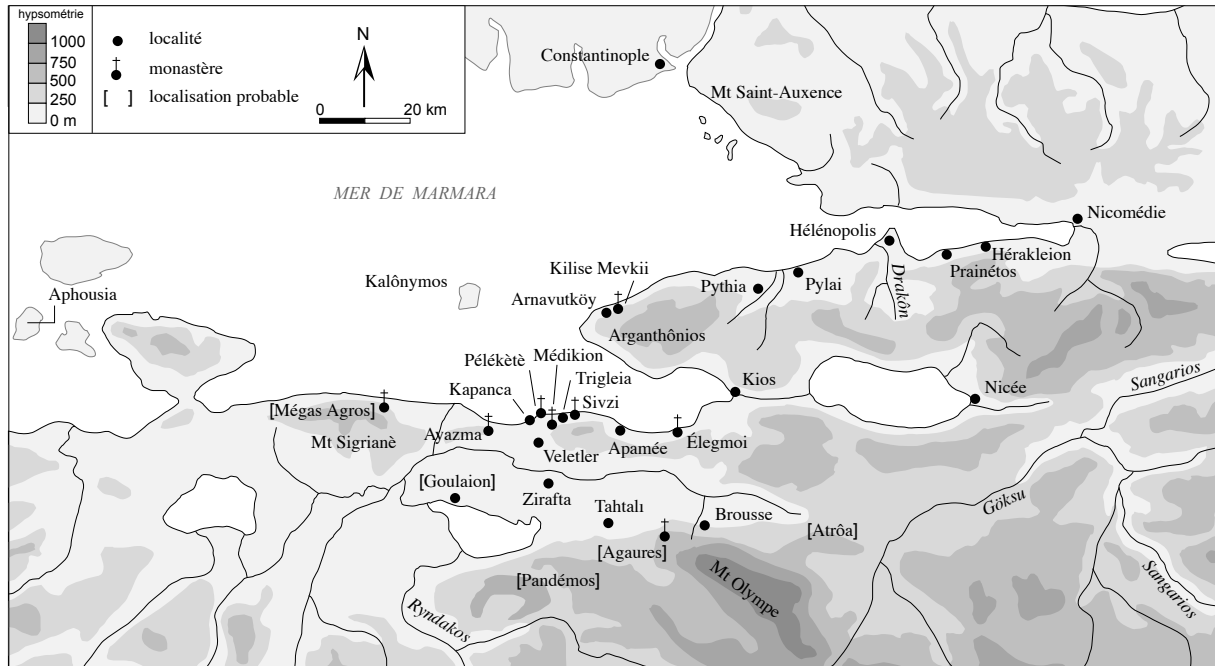 hypsométrie
1000
750
500
250
0 m
localité
monastère
[ ] localisation probable
N
0 20 km
Constantinople
Mt Saint-Auxence
MER DE MARMARA
Nicomédie
Hélénopolis
Hérakleion
Prainétos
Drakôn
Pylai
Pythia
Kilise Mevkii
Arnavutköy
Arganthônios
Kalônymos
Aphousia
Médikion
Pélékètè
Trigleia
Kapanca
Sivzi
Kios
Nicée
Sangarios
[Mégas Agros]
Mt Sigrianè
Ayazma
Veletler
Apamée
Élegmoi
[Goulaion]
Zirafta
Tahtalı
Brousse
[Atrôa]
Göksu
[Agaures]
[Pandémos]
Mt Olympe
Ryndakos
Sangarios